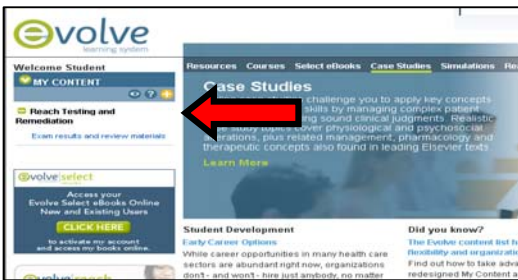 evolve
learning system
Welcome Student
MY CONTENT
Reach Testing and
Remediation
Exam results and review materials
evolve select
Access your
Evolve Select eBooks Online
New and Existing Users
CLICK HERE
to activate my account
and access my books online.
Resources Courses Select eBooks Case Studies Simulations
Case Studies
challenge you to apply key concepts
skills by managing complex patient
sound clinical judgments. Realistic
study topics cover physiological and psychosocial
plus related management, pharmacology and
therapeutic concepts also found in leading Elsevier texts.
Learn More
Student Development
Early Career Options
While career opportunities in many health care
sectors are abundant right now, organizations
don't - and won't - hire just anybody, no matter
Did you know?
The Evolve content list
flexibility and
Find out how to take
redesigned My Content